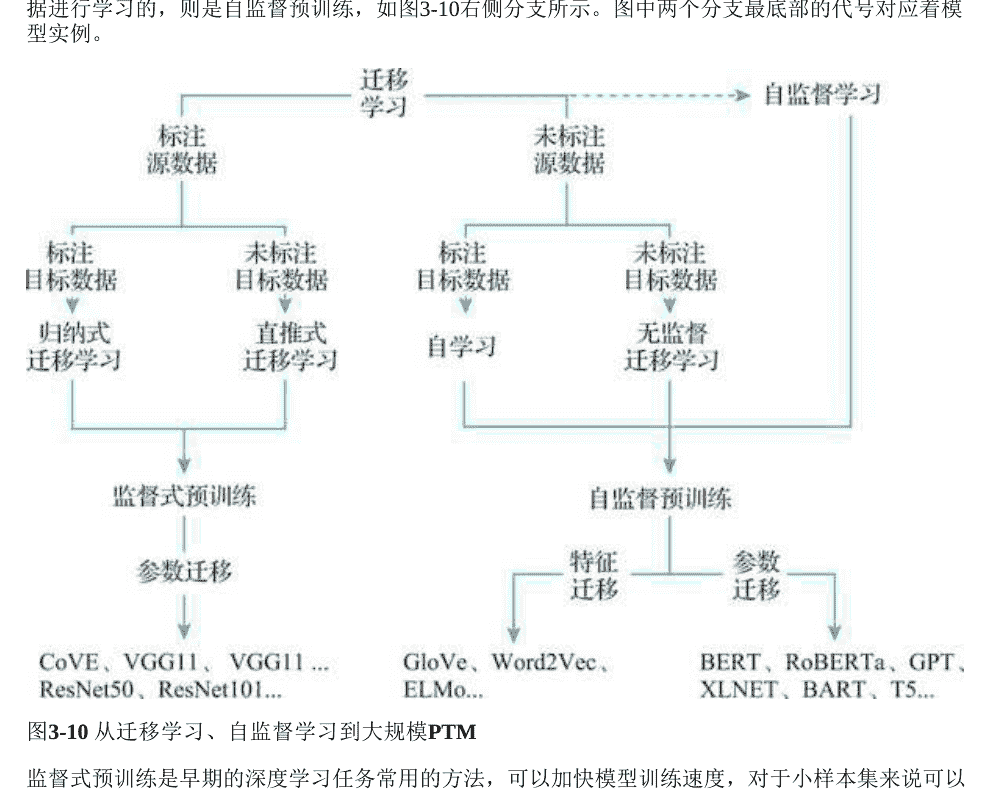 据进行学习的，则是自监督预训练，如图3-10右侧分支所示。图中两个分支最底部的代号对应着模
型实例。
迁移
学习
自监督学习
标注
源数据
未标注
源数据
标注
目标数据
未标注
目标数据
标注
目标数据
未标注
目标数据
归纳式
迁移学习
直推式
迁移学习
自学习
无监督
迁移学习
监督式预训练
自监督预训练
参数迁移
特征
迁移
参数
迁移
CoVE、VGG11、 VGG11 ...
ResNet50、ResNet101...
GloVe、Word2Vec、
ELMo...
BERT、RoBERTa、GPT、
XLNET、BART、T5...
图3-10 从迁移学习、自监督学习到大规模PTM
监督式预训练是早期的深度学习任务常用的方法，可以加快模型训练速度，对于小样本集来说可以